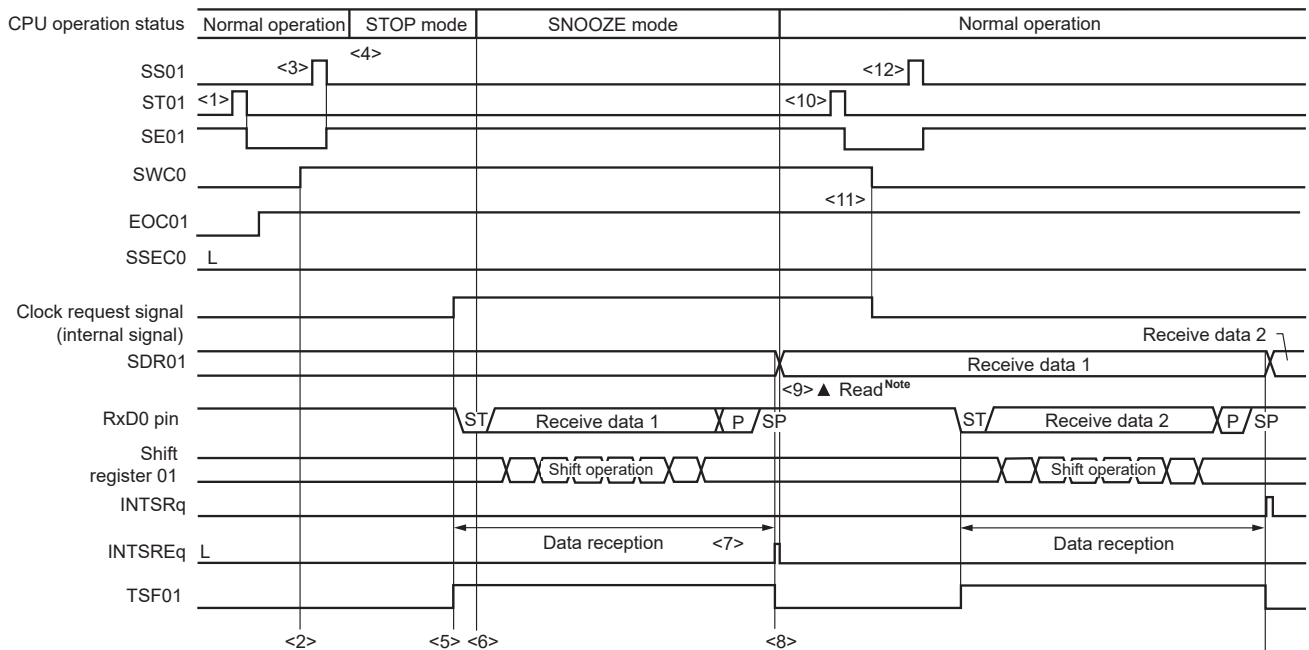 CPU operation status Normal operation STOP mode SNOOZE mode Normal operation
<4>
SS01 <3> <12>
ST01 <1> <10>
SE01
SWC0
<11>
EOC01
SSEC0 L
Clock request signal
(internal signal)
Receive data 2
SDR01 Receive data 1
<9> ▲ Read Note
RxD0 pin ST Receive data 1 P SP ST Receive data 2 P SP
Shift
register 01 Shift operation Shift operation
INTSRq
Data reception <7> Data reception
INTSREq L
TSF01
<2> <5> <6> <8>